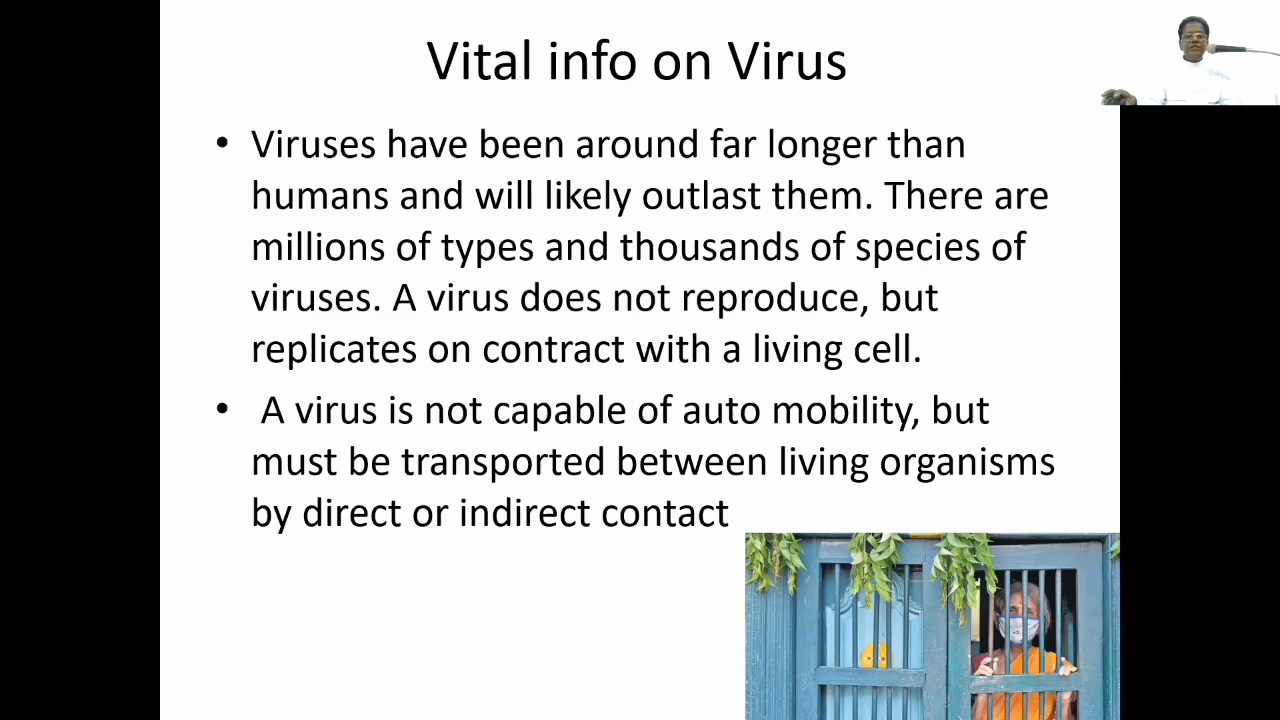 Vital info on Virus
• Viruses have been around far longer than
humans and will likely outlast them. There are
millions of types and thousands of species of
viruses. A virus does not reproduce, but
replicates on contract with a living cell.
• A virus is not capable of auto mobility, but
must be transported between living organisms
by direct or indirect contact